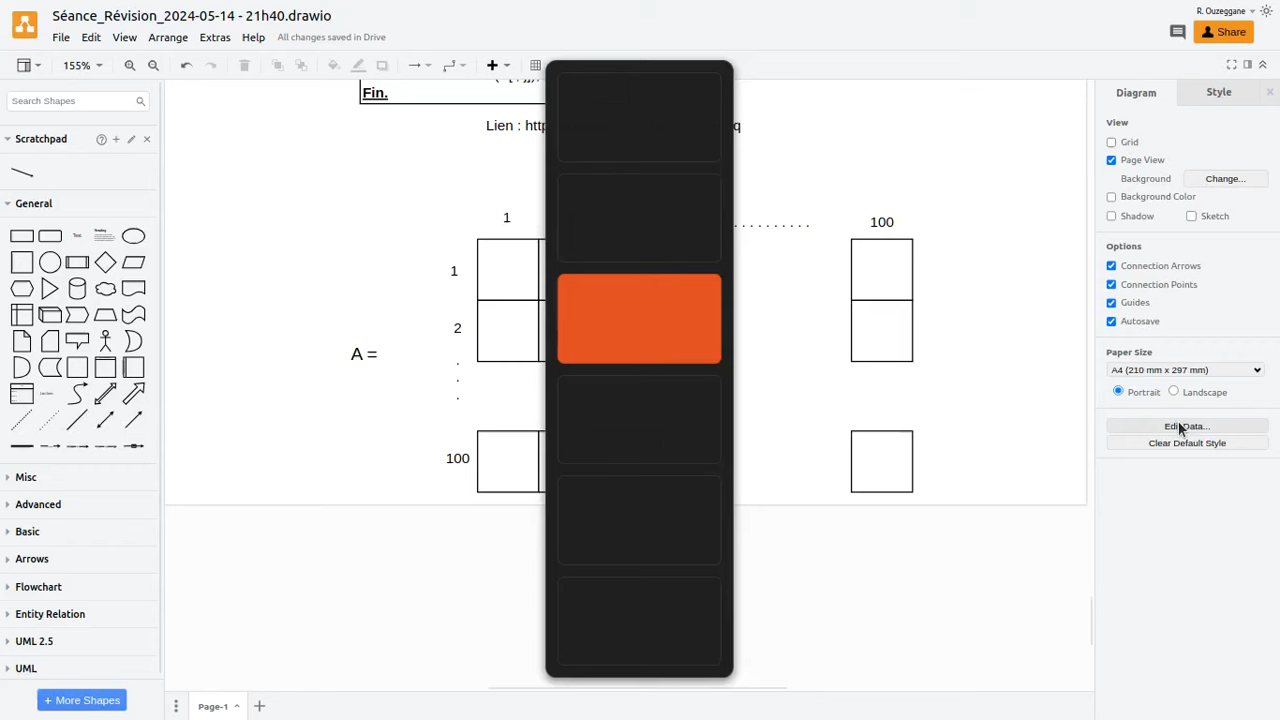 Séance_Révision_2024-05-14 - 21h40.drawio
R. Ouzeggane
File Edit View Arrange Extras Help All changes saved in Drive
Share
155%
Search Shapes
Scratchpad
General
Text
Heading
List Item
Misc
Advanced
Basic
Arrows
Flowchart
Entity Relation
UML 2.5
UML
+ More Shapes
Fin.
Lien : http
q
1 . . . . . . . . . . 100
1
2
.
.
.
A =
100
Page-1
Diagram Style
View
Grid
Page View
Background Change...
Background Color
Shadow Sketch
Options
Connection Arrows
Connection Points
Guides
Autosave
Paper Size
A4 (210 mm x 297 mm)
Portrait Landscape
Edit Data...
Clear Default Style